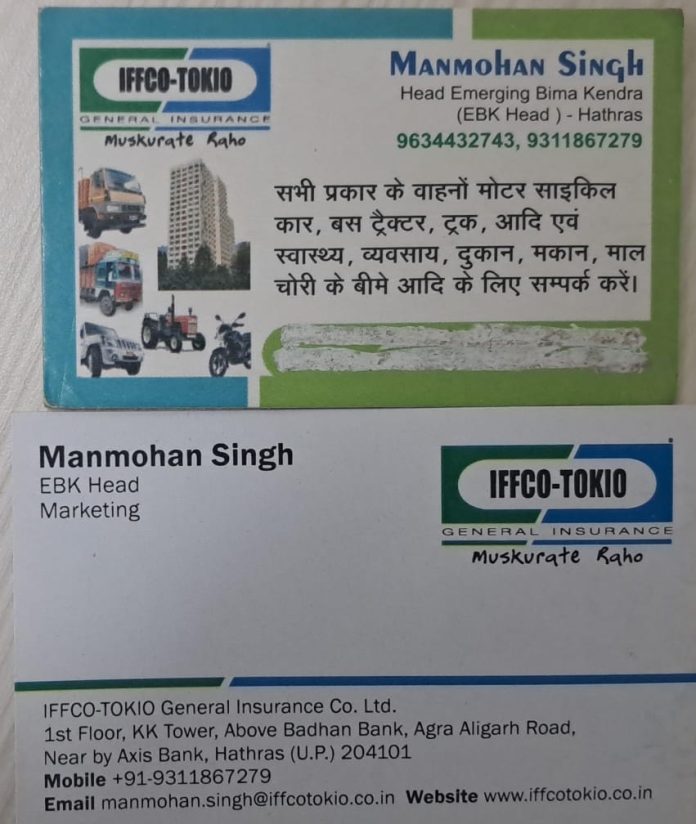 IFFCO-TOKIO
GENERAL INSURANCE
Muskurate Raho
Manmohan Singh
Head Emerging Bima Kendra
(EBK Head ) - Hathras
9634432743, 9311867279
सभी प्रकार के वाहनों मोटर साइकिल
कार, बस ट्रैक्टर, ट्रक, आदि एवं
स्वास्थ्य, व्यवसाय, दुकान, मकान, माल
चोरी के बीमे आदि के लिए सम्पर्क करें।
Manmohan Singh
EBK Head
Marketing
IFFCO-TOKIO
GENERAL INSURANCE
Muskurate Raho
IFFCO-TOKIO General Insurance Co. Ltd.
1st Floor, KK Tower, Above Badhan Bank, Agra Aligarh Road,
Near by Axis Bank, Hathras (U.P.) 204101
Mobile +91-9311867279
Email manmohan.singh@iffcotokio.co.in Website www.iffcotokio.co.in